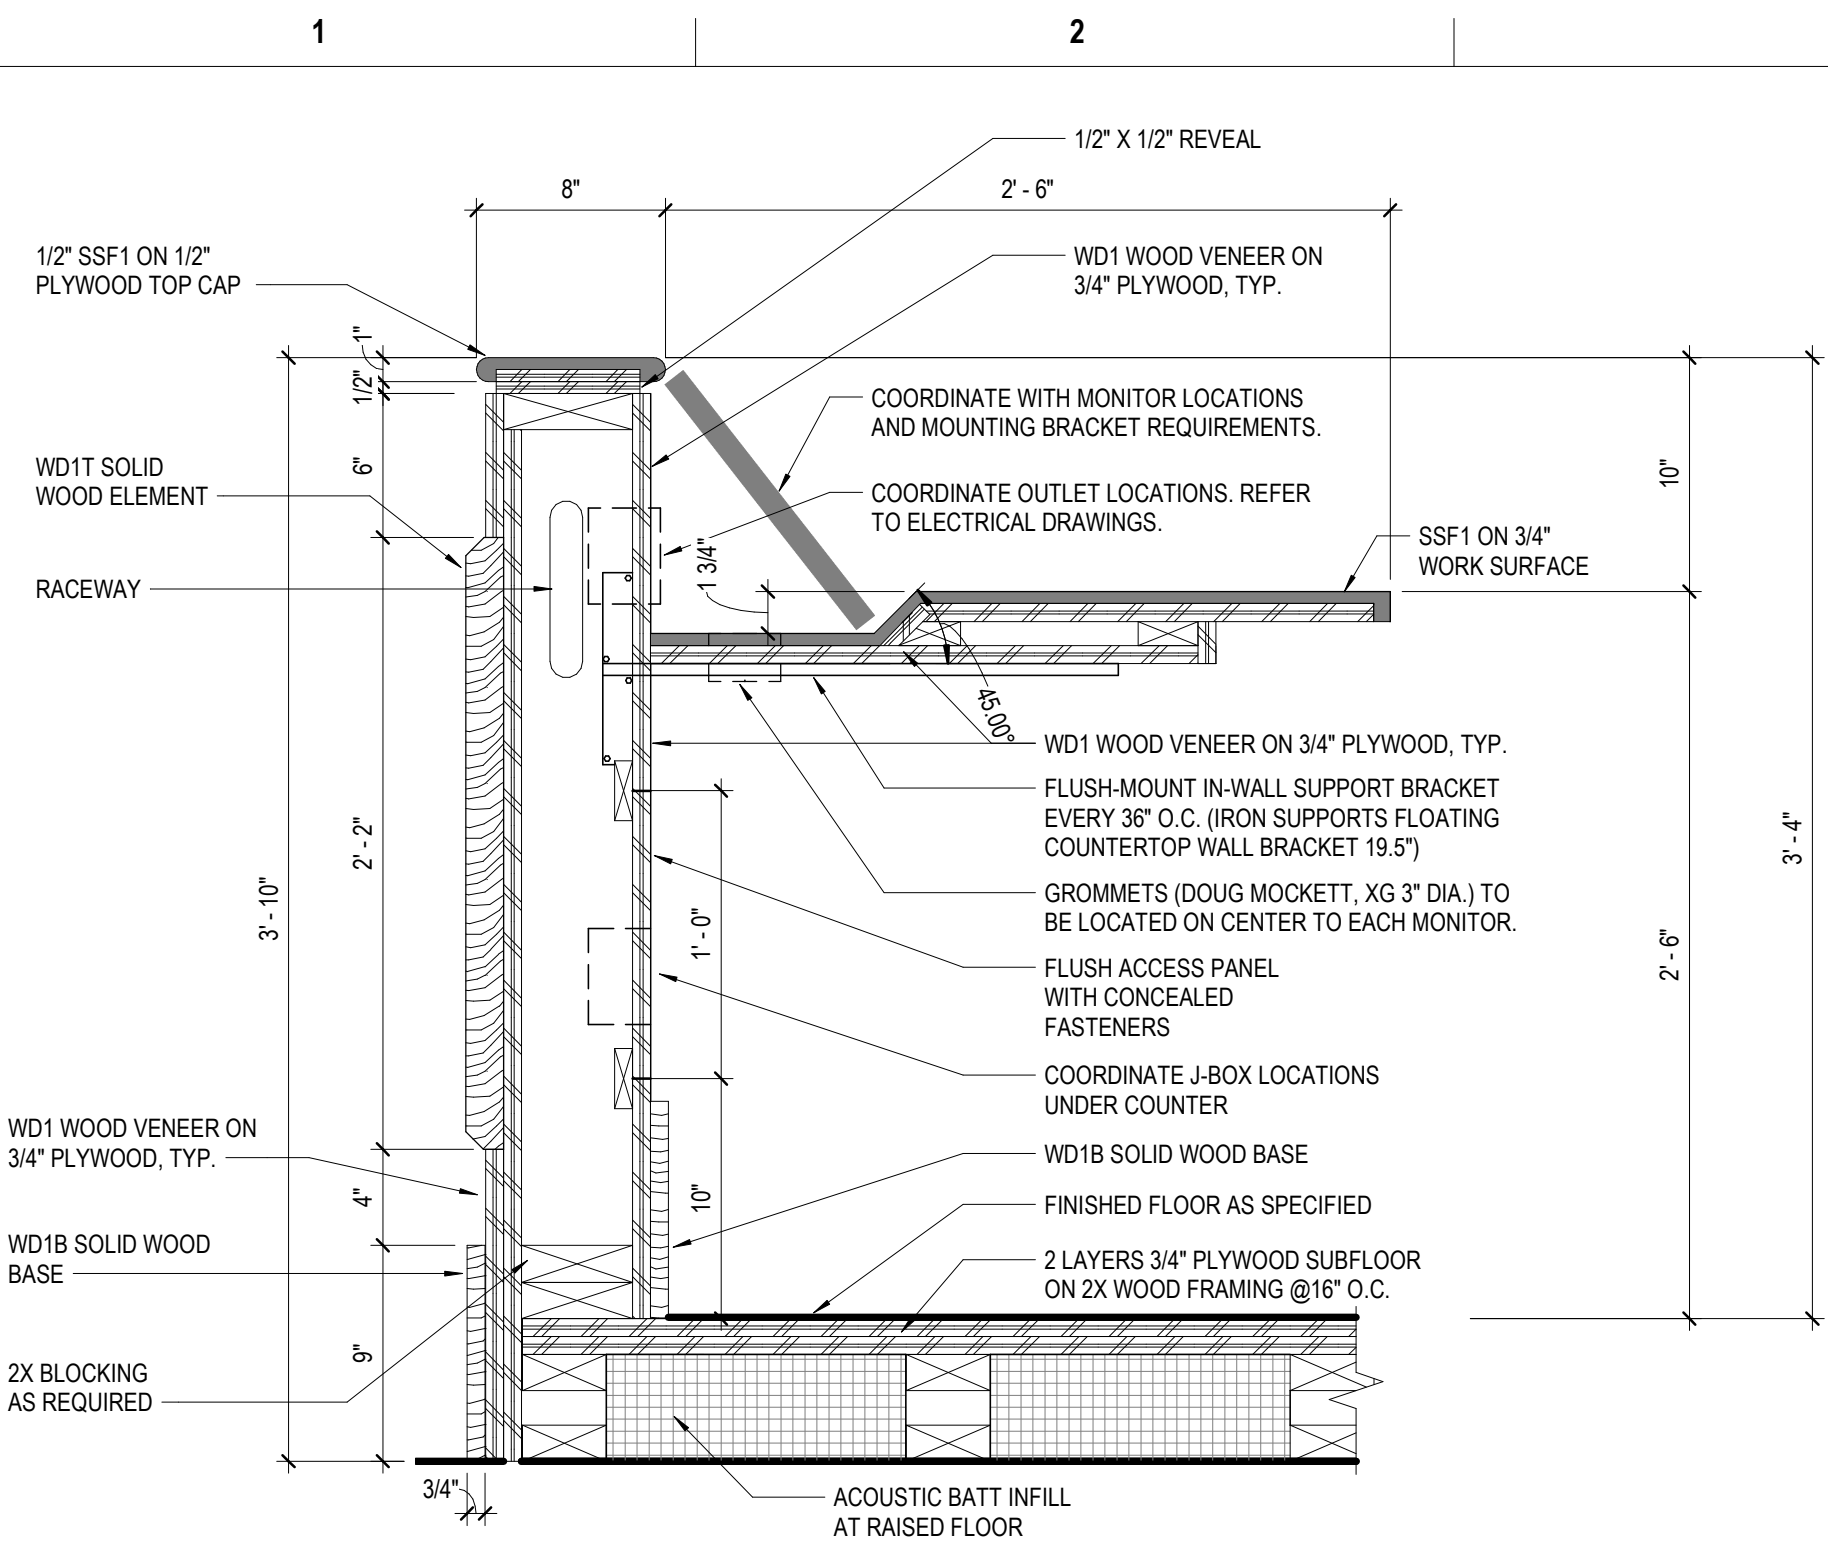 1
2
1/2" X 1/2" REVEAL
8"
2' - 6"
1/2" SSF1 ON 1/2"
PLYWOOD TOP CAP
WD1 WOOD VENEER ON
3/4" PLYWOOD, TYP.
1"
1/2"
COORDINATE WITH MONITOR LOCATIONS
AND MOUNTING BRACKET REQUIREMENTS.
WD1T SOLID
WOOD ELEMENT
6"
10"
COORDINATE OUTLET LOCATIONS. REFER
TO ELECTRICAL DRAWINGS.
SSF1 ON 3/4"
WORK SURFACE
1 3/4"
RACEWAY
45.00°
WD1 WOOD VENEER ON 3/4" PLYWOOD, TYP.
FLUSH-MOUNT IN-WALL SUPPORT BRACKET
EVERY 36" O.C. (IRON SUPPORTS FLOATING
COUNTERTOP WALL BRACKET 19.5")
2' - 2"
3' - 4"
3' - 10"
GROMMETS (DOUG MOCKETT, XG 3" DIA.) TO
BE LOCATED ON CENTER TO EACH MONITOR.
1' - 0"
2' - 6"
FLUSH ACCESS PANEL
WITH CONCEALED
FASTENERS
COORDINATE J-BOX LOCATIONS
UNDER COUNTER
WD1 WOOD VENEER ON
3/4" PLYWOOD, TYP.
WD1B SOLID WOOD BASE
4"
10"
FINISHED FLOOR AS SPECIFIED
WD1B SOLID WOOD
BASE
2 LAYERS 3/4" PLYWOOD SUBFLOOR
ON 2X WOOD FRAMING @16" O.C.
9"
2X BLOCKING
AS REQUIRED
3/4"
ACOUSTIC BATT INFILL
AT RAISED FLOOR